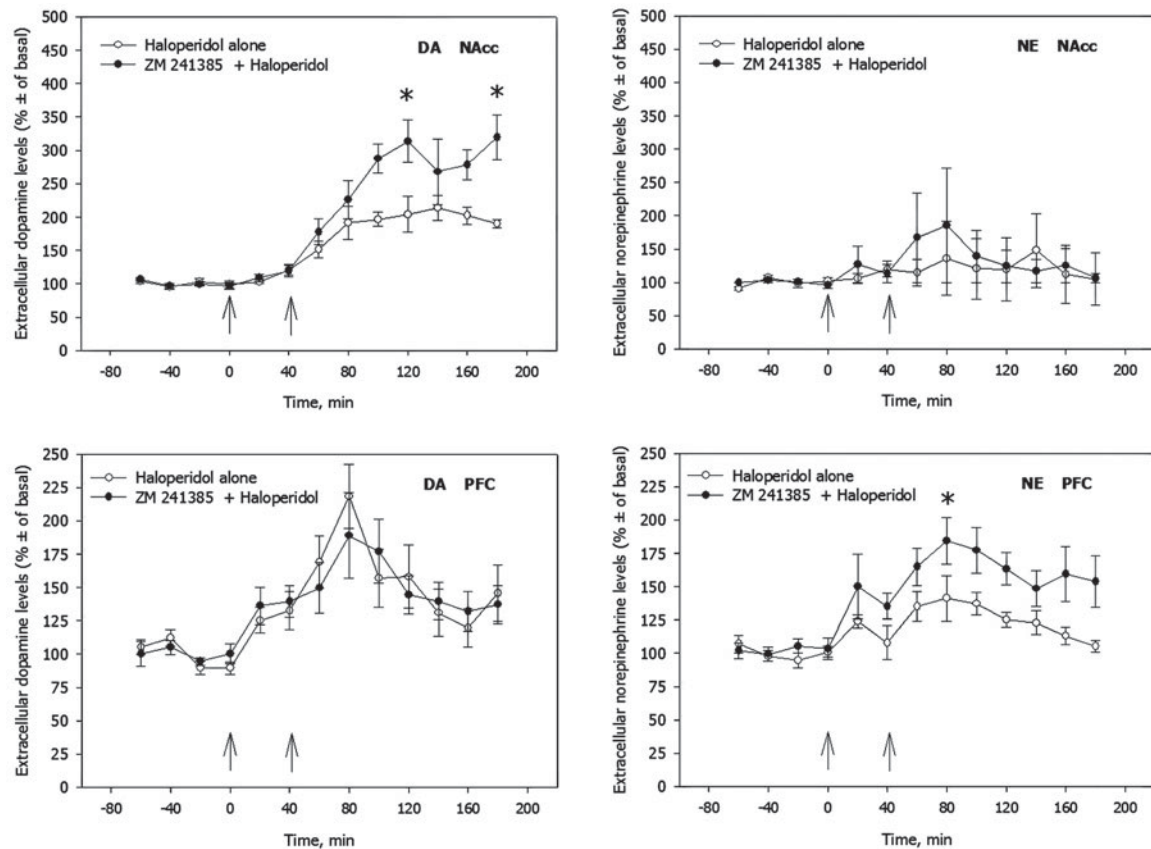 Extracellular dopamine levels (% ± of basal)
500
450
400
350
300
250
200
150
100
50
0
Haloperidol alone
ZM 241385 + Haloperidol
DA NAcc
*
*
-80 -40 0 40 80 120 160 200
Time, min
Extracellular norepinephrine levels (% ± of basal)
500
450
400
350
300
250
200
150
100
50
0
Haloperidol alone
ZM 241385 + Haloperidol
NE NAcc
-80 -40 0 40 80 120 160 200
Time, min
Extracellular dopamine levels (% ± of basal)
250
225
200
175
150
125
100
75
50
25
0
Haloperidol alone
ZM 241385 + Haloperidol
DA PFC
-80 -40 0 40 80 120 160 200
Time, min
Extracellular norepinephrine levels (% ± of basal)
250
225
200
175
150
125
100
75
50
25
0
Haloperidol alone
ZM 241385 + Haloperidol
NE PFC
*
-80 -40 0 40 80 120 160 200
Time, min